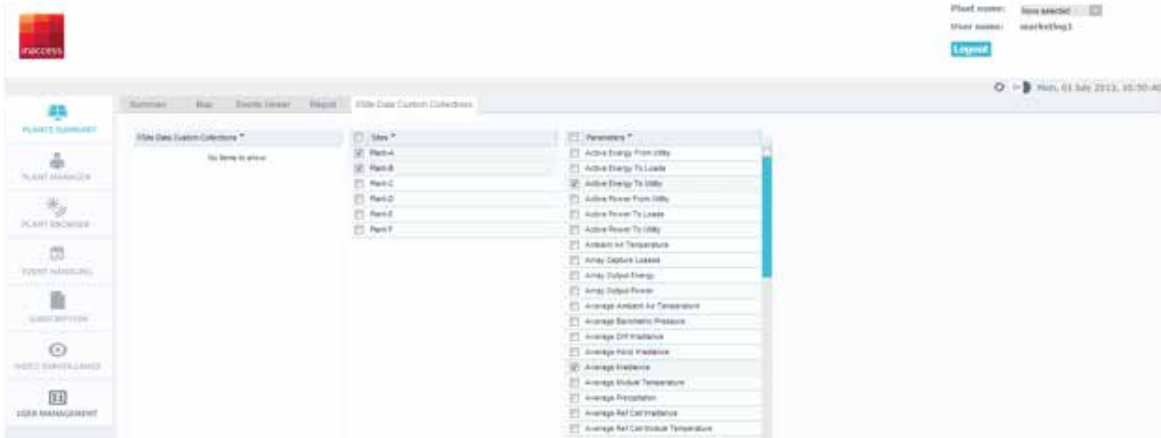 Plant name: None selected
User name: marketing1
inaccess
Logout
Mon, 01 July 2013, 10:50:40
Summary Map Events Viewer Report XSite Data Custom Collections
PLANTS SUMMARY
PLANT MANAGER
PLANT BROWSER
EVENT HANDLING
SUBSCRIPTION
VIDEO SURVEILLANCE
USER MANAGEMENT
XSite Data Custom Collections
No items to show
Sites
Plant-A
Plant-B
Plant-C
Plant-D
Plant-E
Plant-F
Parameters
Active Energy From Utility
Active Energy To Loads
Active Energy To Utility
Active Power From Utility
Active Power To Loads
Active Power To Utility
Ambient Air Temperature
Array Capture Losses
Array Output Energy
Array Output Power
Average Ambient Air Temperature
Average Barometric Pressure
Average Diff Irradiance
Average Horiz Irradiance
Average Irradiance
Average Module Temperature
Average Precipitation
Average Ref Cell Irradiance
Average Ref Cell Module Temperature